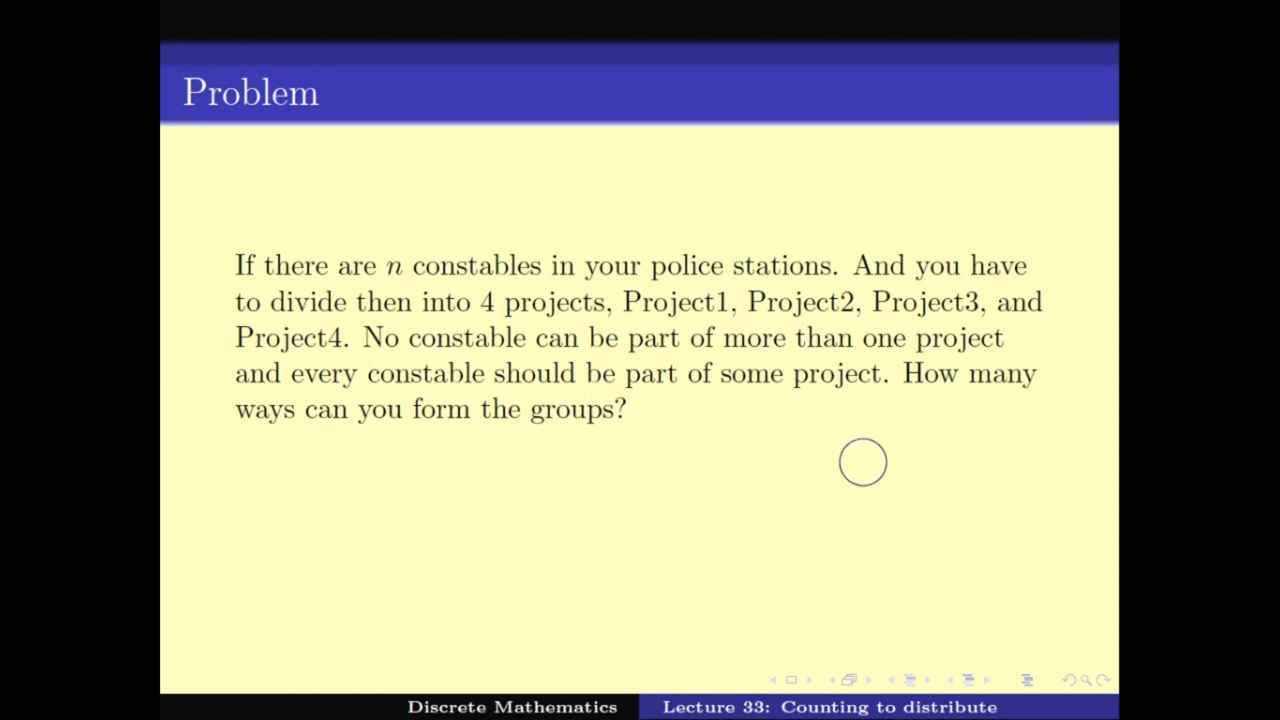 Problem
If there are n constables in your police stations. And you have
to divide then into 4 projects, Project1, Project2, Project3, and
Project4. No constable can be part of more than one project
and every constable should be part of some project. How many
ways can you form the groups?
Discrete Mathematics
Lecture 33: Counting to distribute